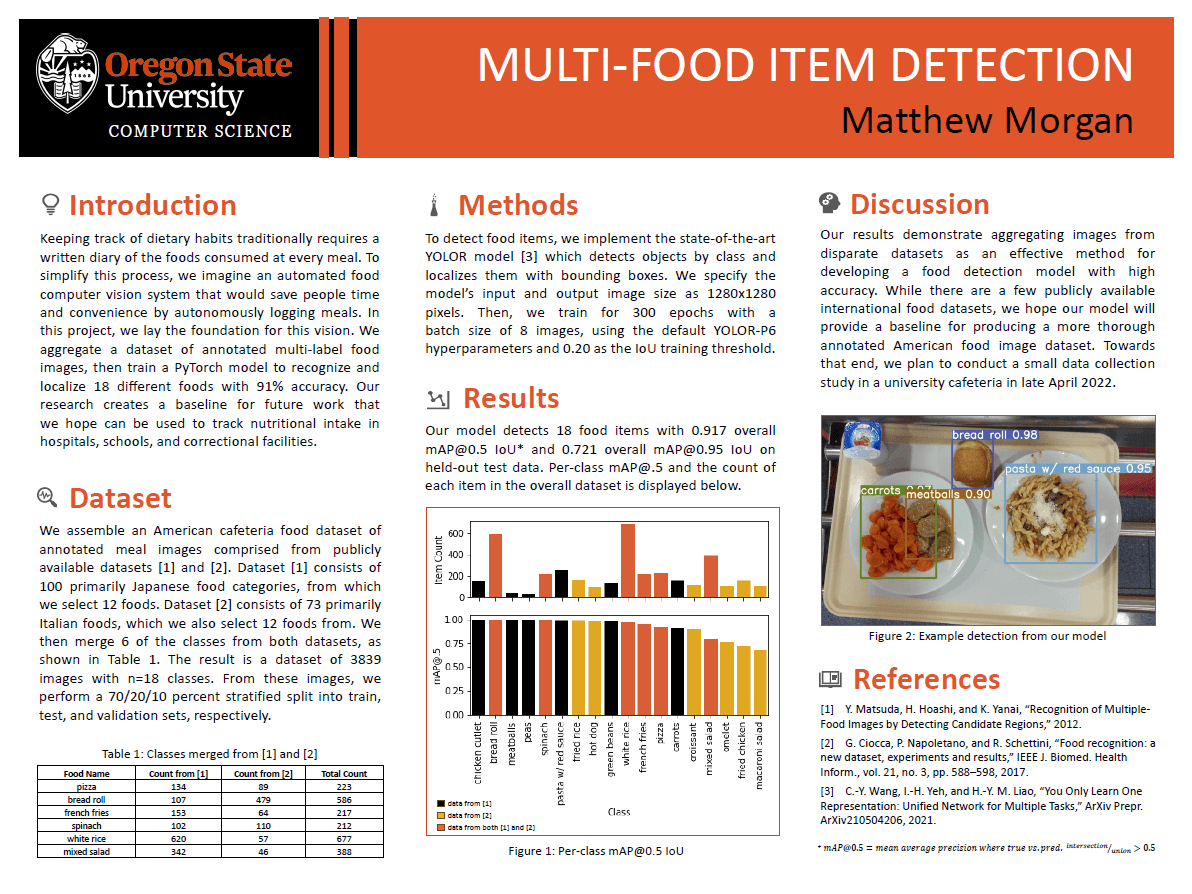 Oregon State
University
COMPUTER SCIENCE
MULTI-FOOD ITEM DETECTION
Matthew Morgan
Introduction
Keeping track of dietary habits traditionally requires a
written diary of the foods consumed at every meal. To
simplify this process, we imagine an automated food
computer vision system that would save people time
and convenience by autonomously logging meals. In
this project, we lay the foundation for this vision. We
aggregate a dataset of annotated multi-label food
images, then train a PyTorch model to recognize and
localize 18 different foods with 91% accuracy. Our
research creates a baseline for future work that
we hope can be used to track nutritional intake in
hospitals, schools, and correctional facilities.
Dataset
We assemble an American cafeteria food dataset of
annotated meal images comprised from publicly
available datasets [1] and [2]. Dataset [1] consists of
100 primarily Japanese food categories, from which
we select 12 foods. Dataset [2] consists of 73 primarily
Italian foods, which we also select 12 foods from. We
then merge 6 of the classes from both datasets, as
shown in Table 1. The result is a dataset of 3839
images with n=18 classes. From these images, we
perform a 70/20/10 percent stratified split into train,
test, and validation sets, respectively.
Table 1: Classes merged from [1] and [2]
Food Name Count from [1] Count from [2] Total Count
pizza 134 89 223
bread roll 107 479 586
french fries 153 64 217
spinach 102 110 212
white rice 620 57 677
mixed salad 342 46 388
Methods
To detect food items, we implement the state-of-the-art
YOLOR model [3] which detects objects by class and
localizes them with bounding boxes. We specify the
model's input and output image size as 1280x1280
pixels. Then, we train for 300 epochs with a
batch size of 8 images, using the default YOLOR-P6
hyperparameters and 0.20 as the IoU training threshold.
Results
Our model detects 18 food items with 0.917 overall
mAP@0.5 IoU* and 0.721 overall mAP@0.95 IoU on
held-out test data. Per-class mAP@.5 and the count of
each item in the overall dataset is displayed below.
Item Count
600
400
200
0
mAP@.5
1.00
0.75
0.50
0.25
0.00
chicken cutlet
bread roll
meatballs
peas
spinach
pasta w/ red sauce
fried rice
hot dog
green beans
white rice
french fries
pizza
carrots
croissant
mixed salad
omelet
fried chicken
macaroni salad
Class
data from [1]
data from [2]
data from both [1] and [2]
Figure 1: Per-class mAP@0.5 IoU
Discussion
Our results demonstrate aggregating images from
disparate datasets as an effective method for
developing a food detection model with high
accuracy. While there are a few publicly available
international food datasets, we hope our model will
provide a baseline for producing a more thorough
annotated American food image dataset. Towards
that end, we plan to conduct a small data collection
study in a university cafeteria in late April 2022.
bread roll 0.98
pasta w/ red sauce 0.95
carrots
meatballs 0.90
Figure 2: Example detection from our model
References
[1] Y. Matsuda, H. Hoashi, and K. Yanai, "Recognition of Multiple-
Food Images by Detecting Candidate Regions," 2012.
[2] G. Ciocca, P. Napoletano, and R. Schettini, "Food recognition: a
new dataset, experiments and results," IEEE J. Biomed. Health
Inform., vol. 21, no. 3, pp. 588–598, 2017.
[3] C.-Y. Wang, I.-H. Yeh, and H.-Y. M. Liao, "You Only Learn One
Representation: Unified Network for Multiple Tasks," ArXiv Prepr.
ArXiv210504206, 2021.
* mAP@0.5 = mean average precision where true vs. pred. intersection/union > 0.5